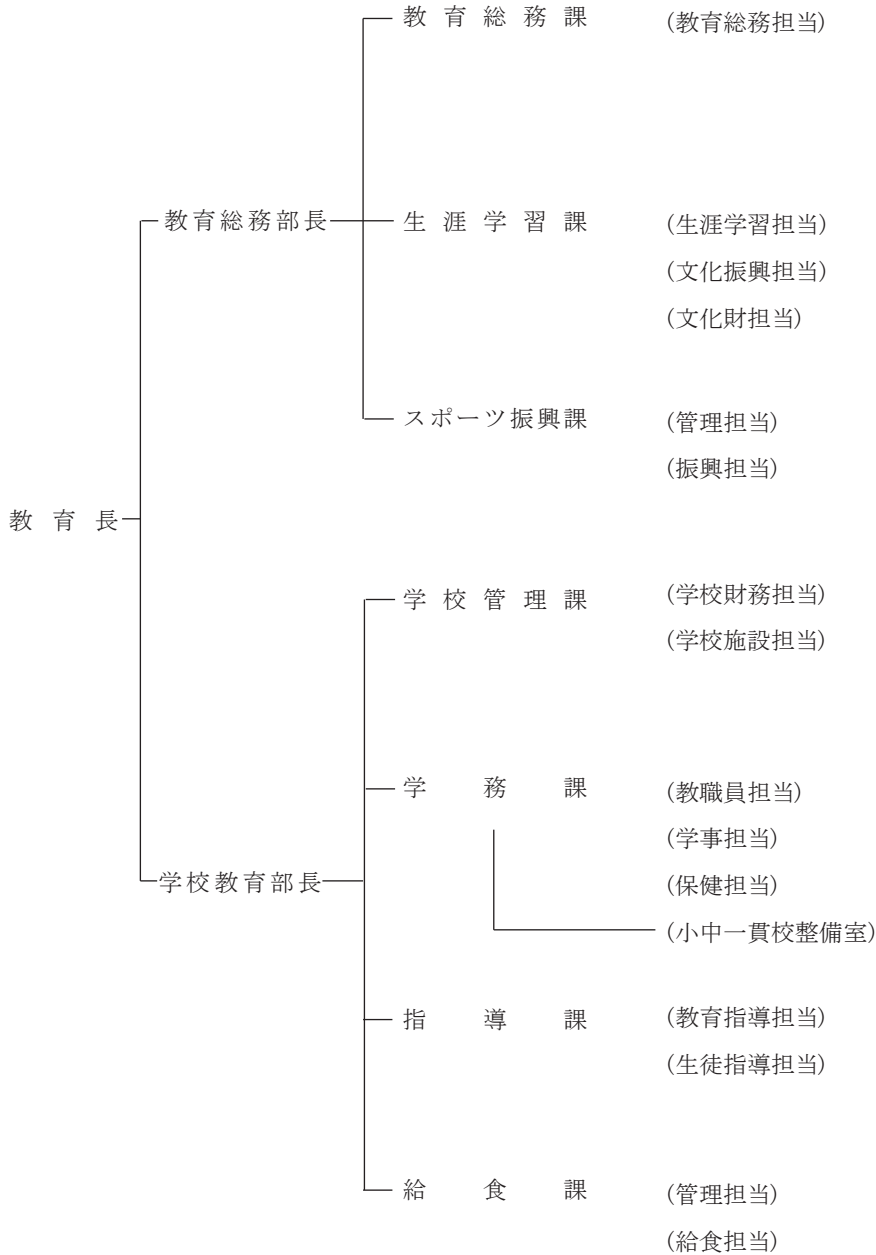 教育総務課 (教育総務担当)
教育総務部長 生涯学習課 (生涯学習担当)
(文化振興担当)
(文化財担当)
スポーツ振興課 (管理担当)
(振興担当)
教育長
学校管理課 (学校財務担当)
(学校施設担当)
学務課 (教職員担当)
(学事担当)
学校教育部長 (保健担当)
(小中一貫校整備室)
指導課 (教育指導担当)
(生徒指導担当)
給食課 (管理担当)
(給食担当)